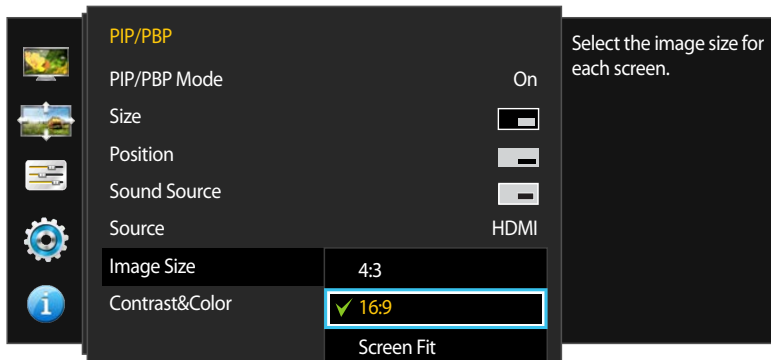 PIP/PBP
PIP/PBP Mode On
Size
Position
Sound Source
Source HDMI
Image Size 4:3
Contrast&Color 16:9
Screen Fit
Select the image size for
each screen.